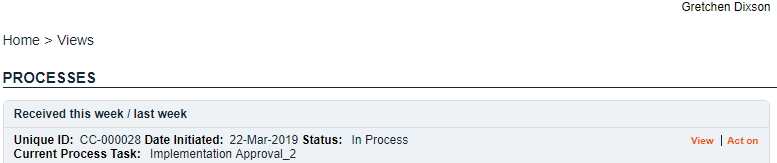 Gretchen Dixson
Home > Views
PROCESSES
Received this week / last week
Unique ID: CC-000028 Date Initiated: 22-Mar-2019 Status: In Process View | Act on
Current Process Task: Implementation Approval_2